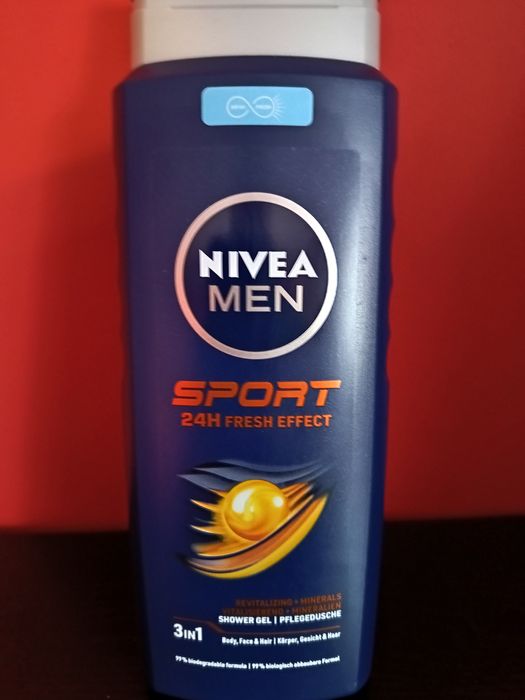 NIVEA
MEN
SPORT
24H FRESH EFFECT
REVITALIZING + MINERALS
VITALISIEREND + MINERALIEN
SHOWER GEL | PFLEGEDUSCHE
3IN1
Body, Face & Hair | Körper, Gesicht & Haar
99% biodegradable formula | 99% biologisch abbaubare Formel